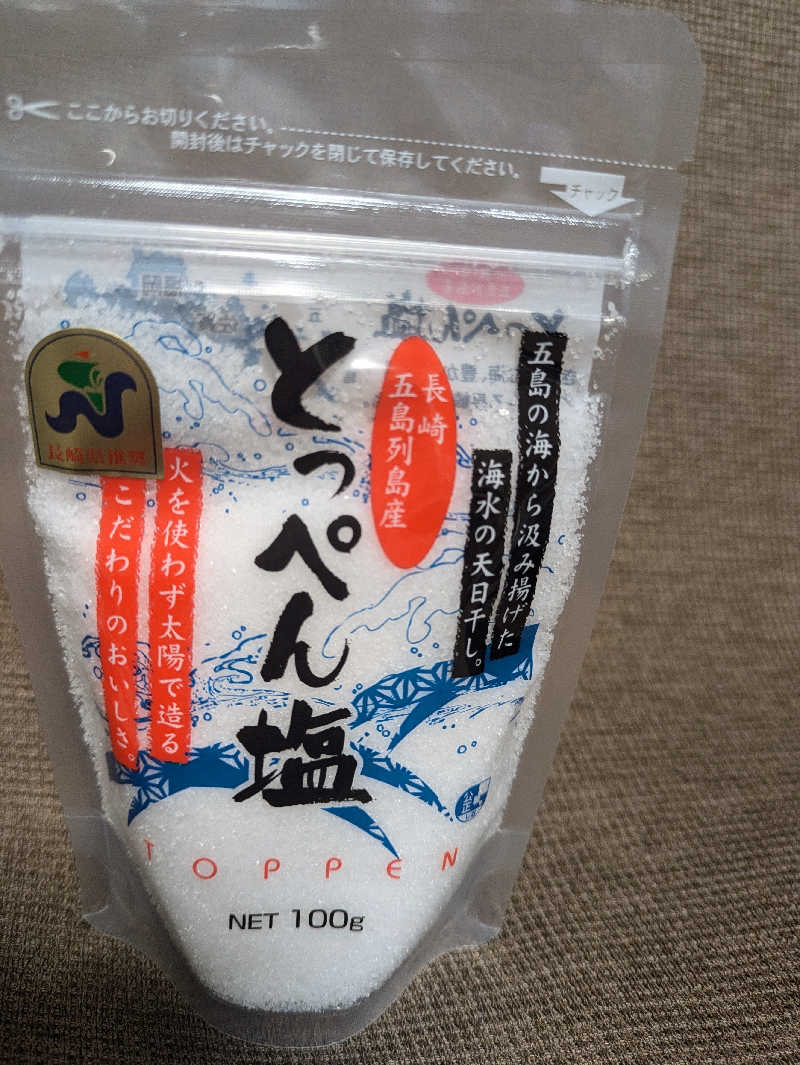 ここからお切りください。
開封後はチャックを閉じて保存してください。
チャック
五島の海から汲み揚げた
海水の天日干し。
長崎
五島列島産
とっぺん塩
火を使わず太陽で造る
こだわりのおいしさ。
長崎県推奨
TOPPEN
NET 100g